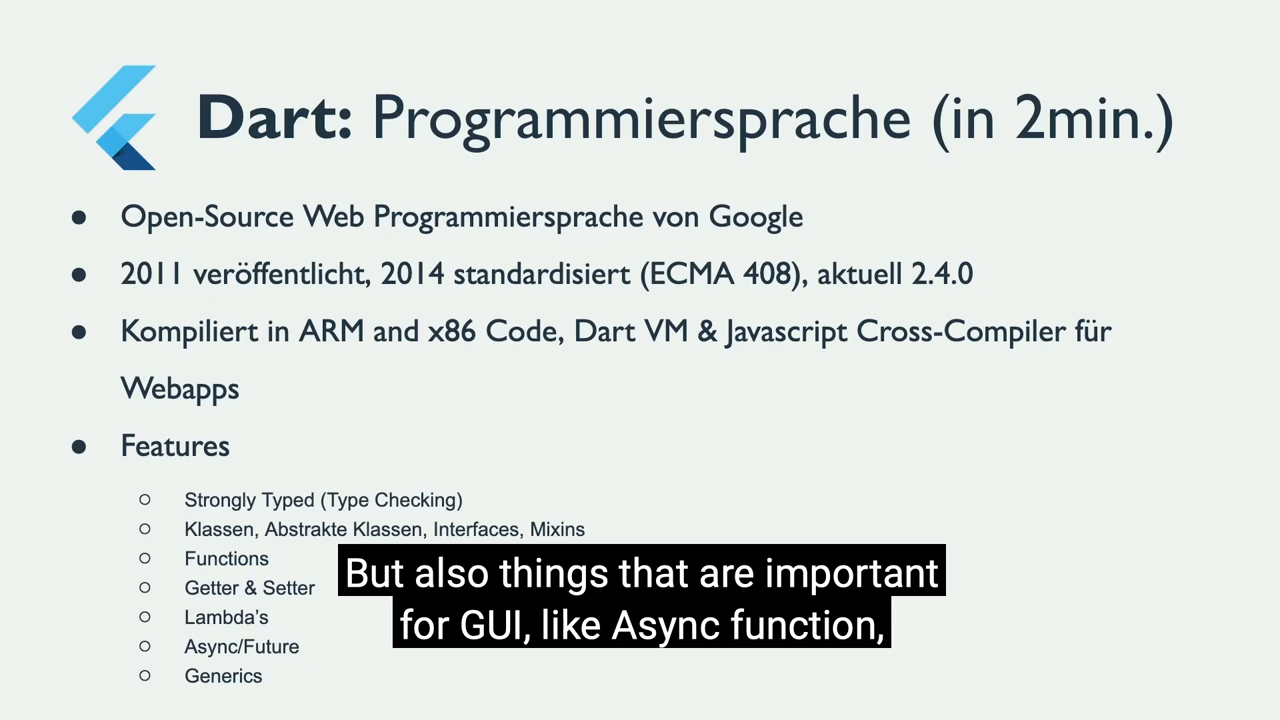 Dart: Programmiersprache (in 2min.)
● Open-Source Web Programmiersprache von Google
● 2011 veröffentlicht, 2014 standardisiert (ECMA 408), aktuell 2.4.0
● Kompiliert in ARM and x86 Code, Dart VM & Javascript Cross-Compiler für
Webapps
● Features
○ Strongly Typed (Type Checking)
○ Klassen, Abstrakte Klassen, Interfaces, Mixins
○ Functions
○ Getter & Setter
○ Lambda's
○ Async/Future
○ Generics
But also things that are important
for GUI, like Async function,